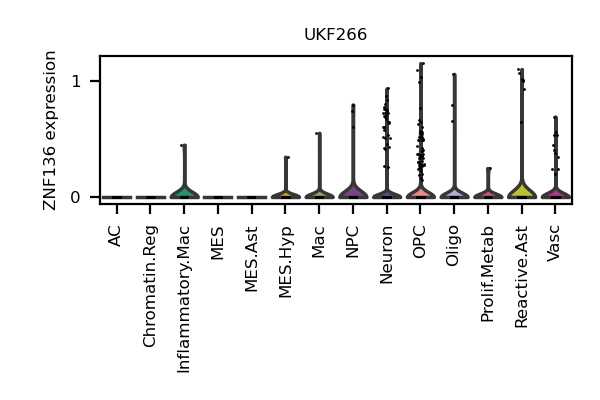 UKF266
ZNF136 expression
1
0
AC
Chromatin.Reg
Inflammatory.Mac
MES
MES.Ast
MES.Hyp
Mac
NPC
Neuron
OPC
Oligo
Prolif.Metab
Reactive.Ast
Vasc